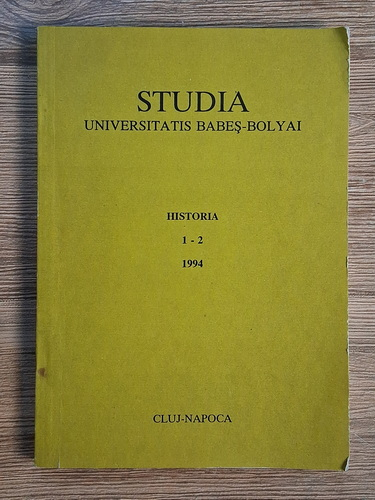 STUDIA
UNIVERSITATIS BABEŞ-BOLYAI
HISTORIA
1 - 2
1994
CLUJ-NAPOCA